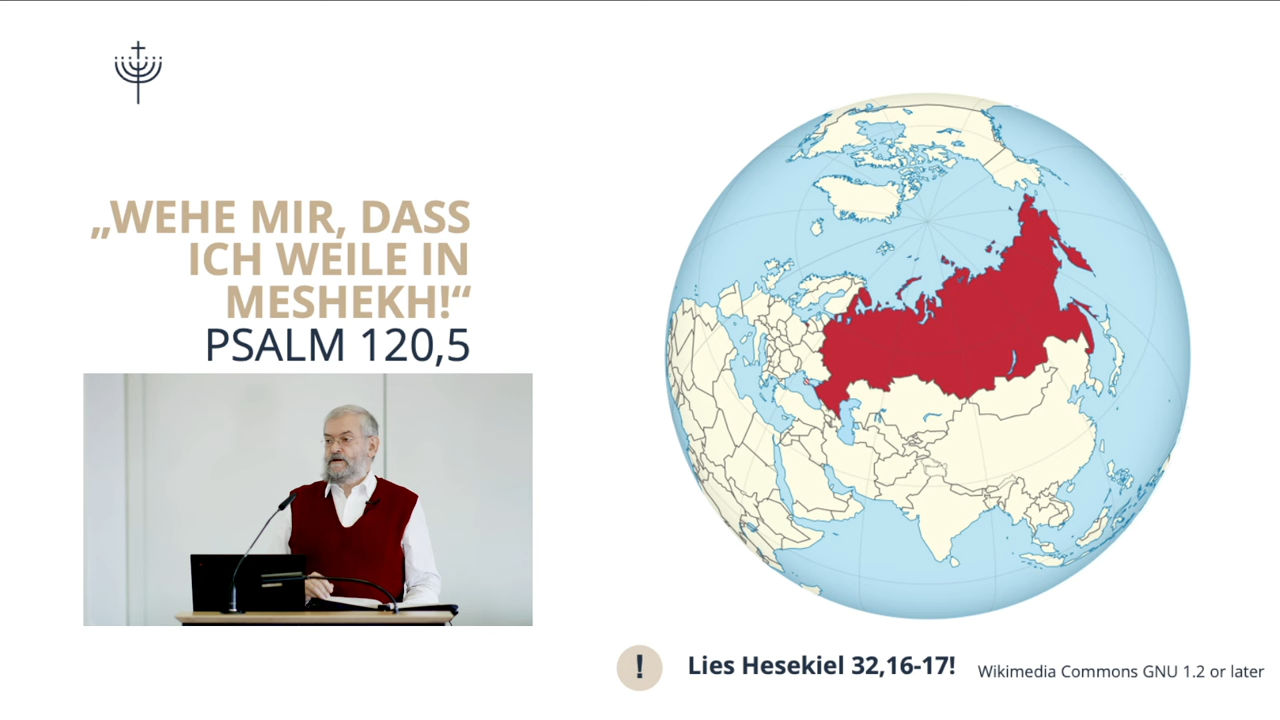 „WEHE MIR, DASS
ICH WEILE IN
MESHEKH!“
PSALM 120,5
! Lies Hesekiel 32,16-17! Wikimedia Commons GNU 1.2 or later